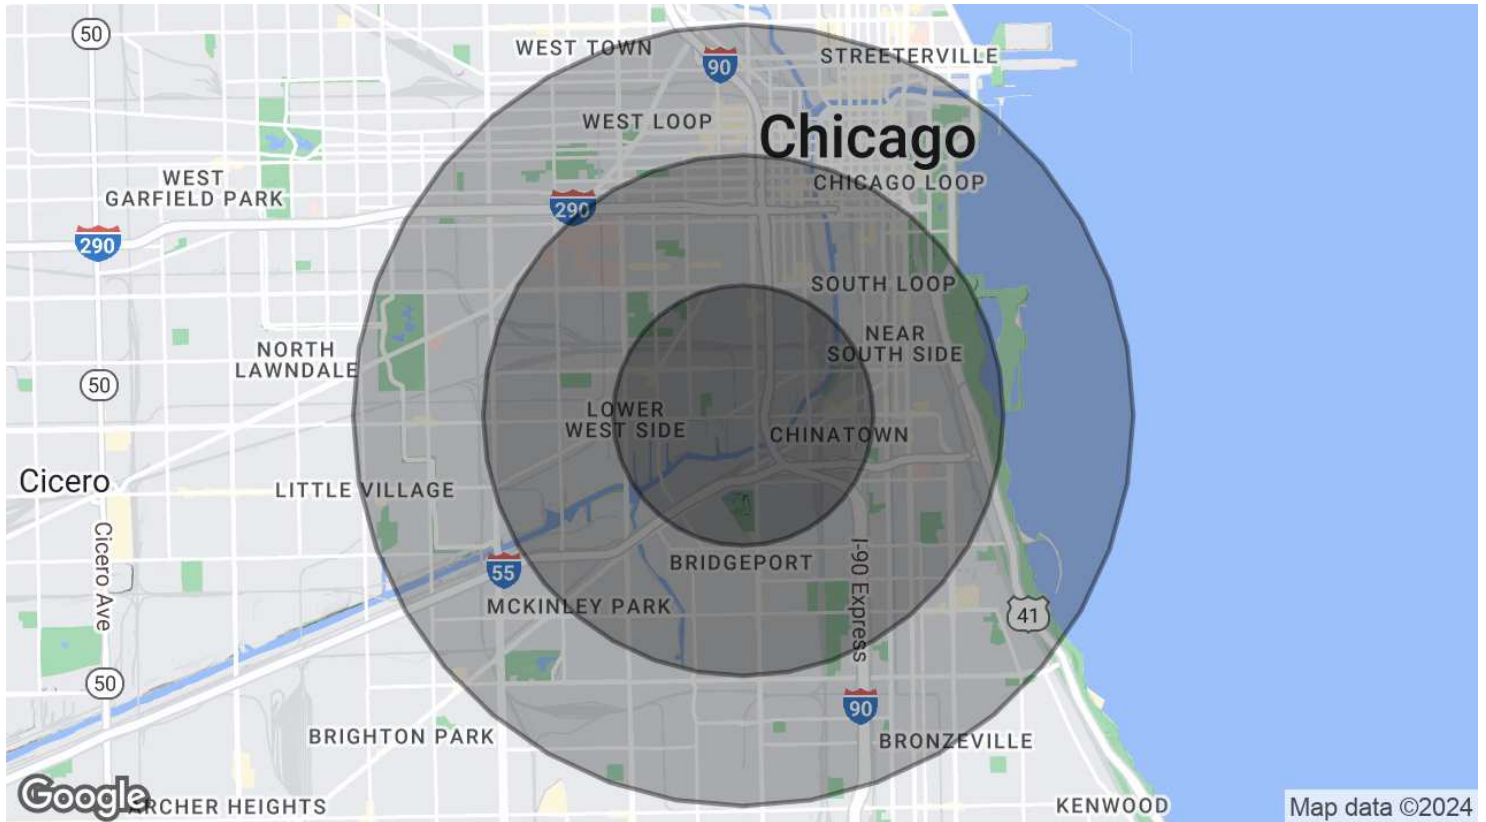 50
WEST TOWN
90
STREETERVILLE
WEST LOOP
Chicago
WEST
GARFIELD PARK
CHICAGO LOOP
290
290
SOUTH LOOP
NEAR
SOUTH SIDE
NORTH
LAWNDALE
50
LOWER
WEST SIDE
CHINATOWN
Cicero
LITTLE VILLAGE
Cicero Ave
I-90 Express
BRIDGEPORT
55
MCKINLEY PARK
41
50
90
BRIGHTON PARK
BRONZEVILLE
Google
ARCHER HEIGHTS
KENWOOD
Map data ©2024